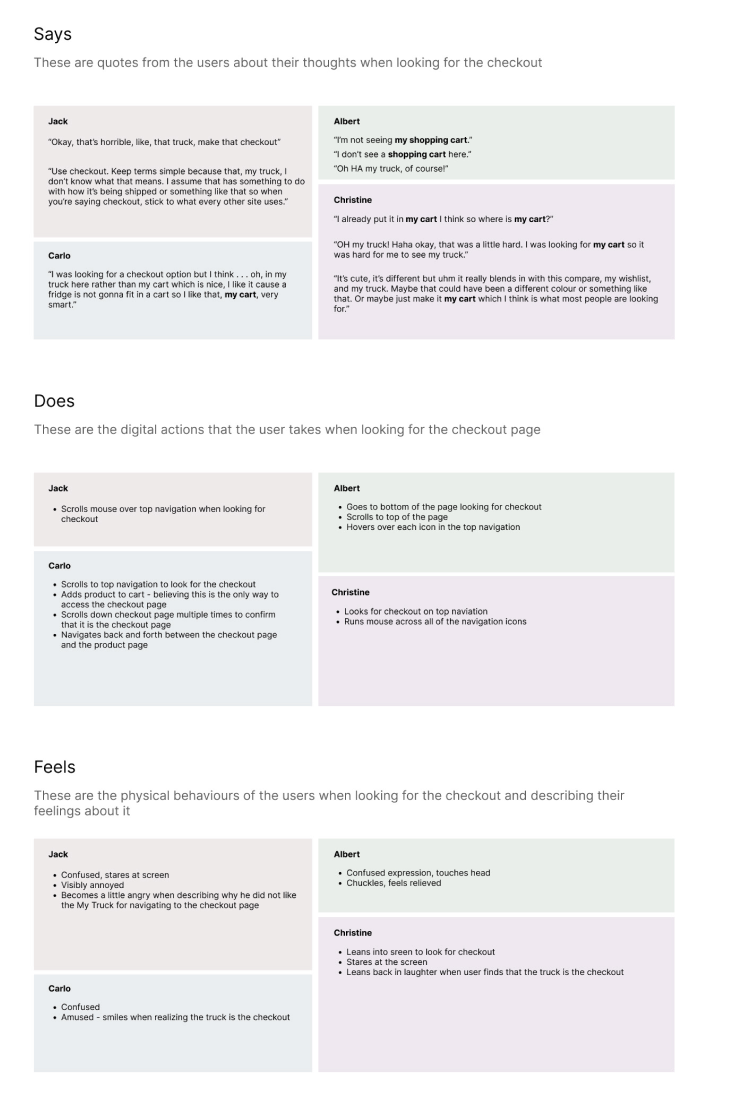 Says
These are quotes from the users about their thoughts when looking for the checkout
Jack
“Okay, that’s horrible, like, that truck, make that checkout”
“Use checkout. Keep terms simple because that, my truck, I
don’t know what that means. I assume that has something to do
with how it’s being shipped or something like that so when
you’re saying checkout, stick to what every other site uses.”
Carlo
“I was looking for a checkout option but I think . . . oh, in my
truck here rather than my cart which is nice, I like it cause a
fridge is not gonna fit in a cart so I like that, my cart, very
smart.”
Albert
“I’m not seeing my shopping cart.”
“I don’t see a shopping cart here.”
“Oh HA my truck, of course!”
Christine
“I already put it in my cart I think so where is my cart?”
“OH my truck! Haha okay, that was a little hard. I was looking for my cart so it
was hard for me to see my truck.”
“It’s cute, it’s different but uhm it really blends in with this compare, my wishlist,
and my truck. Maybe that could have been a different colour or something like
that. Or maybe just make it my cart which I think is what most people are looking
for.”
Does
These are the digital actions that the user takes when looking for the checkout page
Jack
• Scrolls mouse over top navigation when looking for
checkout
Carlo
• Scrolls to top navigation to look for the checkout
• Adds product to cart - believing this is the only way to
access the checkout page
• Scrolls down checkout page multiple times to confirm
that it is the checkout page
• Navigates back and forth between the checkout page
and the product page
Albert
• Goes to bottom of the page looking for checkout
• Scrolls to top of the page
• Hovers over each icon in the top navigation
Christine
• Looks for checkout on top naviation
• Runs mouse across all of the navigation icons
Feels
These are the physical behaviours of the users when looking for the checkout and describing their
feelings about it
Jack
• Confused, stares at screen
• Visibly annoyed
• Becomes a little angry when describing why he did not like
the My Truck for navigating to the checkout page
Carlo
• Confused
• Amused - smiles when realizing the truck is the checkout
Albert
• Confused expression, touches head
• Chuckles, feels relieved
Christine
• Leans into sreen to look for checkout
• Stares at the screen
• Leans back in laughter when user finds that the truck is the checkout